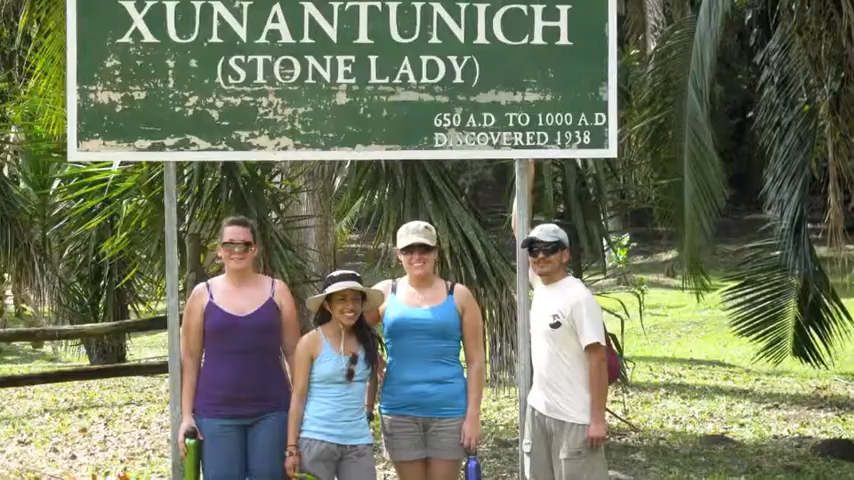 XUNANTUNICH
(STONE LADY)
650 A.D TO 1000 A.D
DISCOVERED 1938